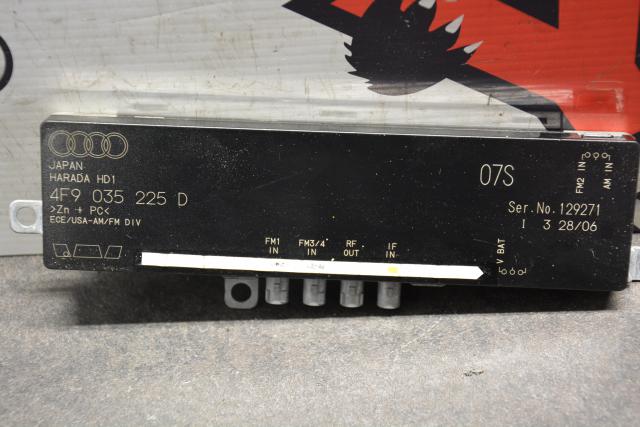 JAPAN
HARADA HD1
4F9 035 225 D
>Zn + PC<
ECE/USA-AM/FM DIV
07S
Ser.No.129271
I 3 28/06
FM2 IN
AM IN
V BAT
FM1 IN
FM3/4 IN
RF OUT
IF IN